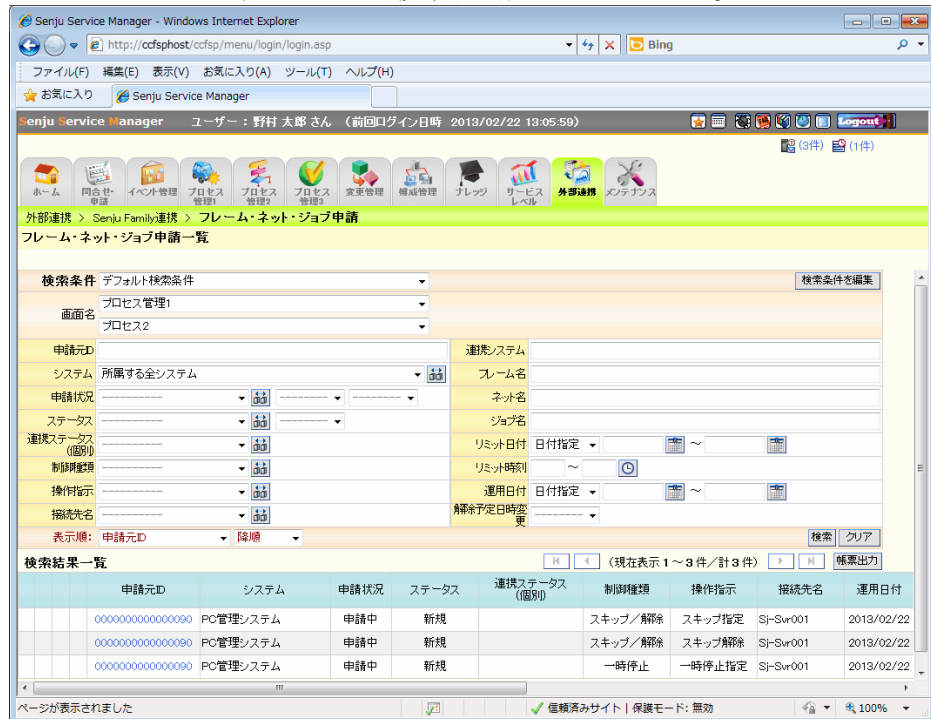 Senju Service Manager - Windows Internet Explorer
http://ccfsphost/ccfsp/menu/login/login.asp
Bing
ファイル(F) 編集(E) 表示(V) お気に入り(A) ツール(T) ヘルプ(H)
お気に入り Senju Service Manager
Senju Service Manager ユーザー：野村 太郎 さん （前回ログイン日時 2013/02/22 13:05:59） Logout
(3件) (1件)
ホーム 問合せ・申請 イベント管理 プロセス管理1 プロセス管理2 プロセス管理3 変更管理 構成管理 ナレッジ サービスレベル 外部連携 メンテナンス
外部連携 > Senju Family連携 > フレーム・ネット・ジョブ申請
フレーム・ネット・ジョブ申請一覧
検索条件 デフォルト検索条件 検索条件を編集
画面名 プロセス管理1
プロセス2
申請元ID 連携システム
システム 所属する全システム フレーム名
申請状況 ---------- -------- -------- ネット名
ステータス ---------- -------- ジョブ名
連携ステータス(個別) ---------- リミット日付 日付指定 ～
制御種類 ---------- リミット時刻 ～
操作指示 ---------- 運用日付 日付指定 ～
接続先名 ---------- 解除予定日時変更 --------
表示順： 申請元ID 降順 検索 クリア
検索結果一覧 （現在表示 1 ～ 3 件／計 3 件） 帳票出力
申請元ID システム 申請状況 ステータス 連携ステータス(個別) 制御種類 操作指示 接続先名 運用日付
0000000000000090 PC管理システム 申請中 新規 スキップ／解除 スキップ指定 Sj-Svr001 2013/02/22
0000000000000090 PC管理システム 申請中 新規 スキップ／解除 スキップ解除 Sj-Svr001 2013/02/22
0000000000000090 PC管理システム 申請中 新規 一時停止 一時停止指定 Sj-Svr001 2013/02/22
ページが表示されました 信頼済みサイト | 保護モード: 無効 100%